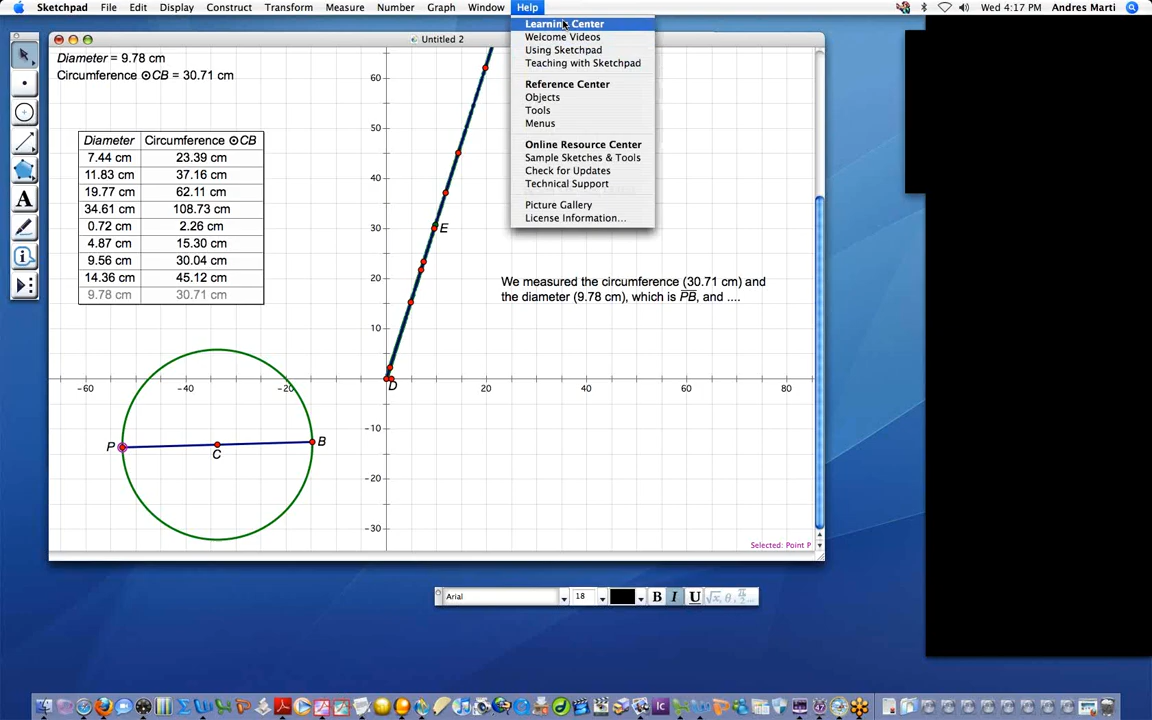 Sketchpad File Edit Display Construct Transform Measure Number Graph Window Help Wed 4:17 PM Andres Marti
Learning Center
Welcome Videos
Using Sketchpad
Teaching with Sketchpad
Reference Center
Objects
Tools
Menus
Online Resource Center
Sample Sketches & Tools
Check for Updates
Technical Support
Picture Gallery
License Information...
Untitled 2
Diameter = 9.78 cm
Circumference ⊙CB = 30.71 cm
Diameter Circumference ⊙CB
7.44 cm 23.39 cm
11.83 cm 37.16 cm
19.77 cm 62.11 cm
34.61 cm 108.73 cm
0.72 cm 2.26 cm
4.87 cm 15.30 cm
9.56 cm 30.04 cm
14.36 cm 45.12 cm
9.78 cm 30.71 cm
60
50
40
30
20
10
-10
-20
-30
-60 -40 -20 20 40 60 80
E
D
We measured the circumference (30.71 cm) and
the diameter (9.78 cm), which is PB, and ....
P
C
B
A
Selected: Point P
Arial 18 B I U